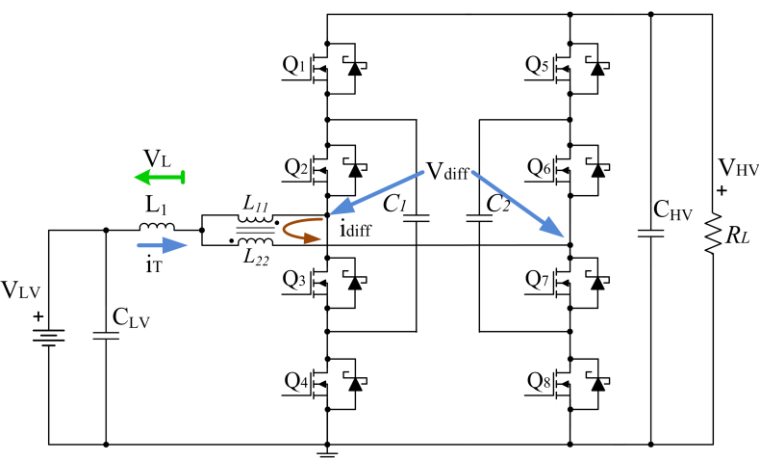 Q1
Q5
Q2
Vdiff
Q6
VL
VHV
+
L1
L11
C1
C2
CHV
RL
idiff
iT
L22
Q3
Q7
VLV
+
CLV
Q4
Q8